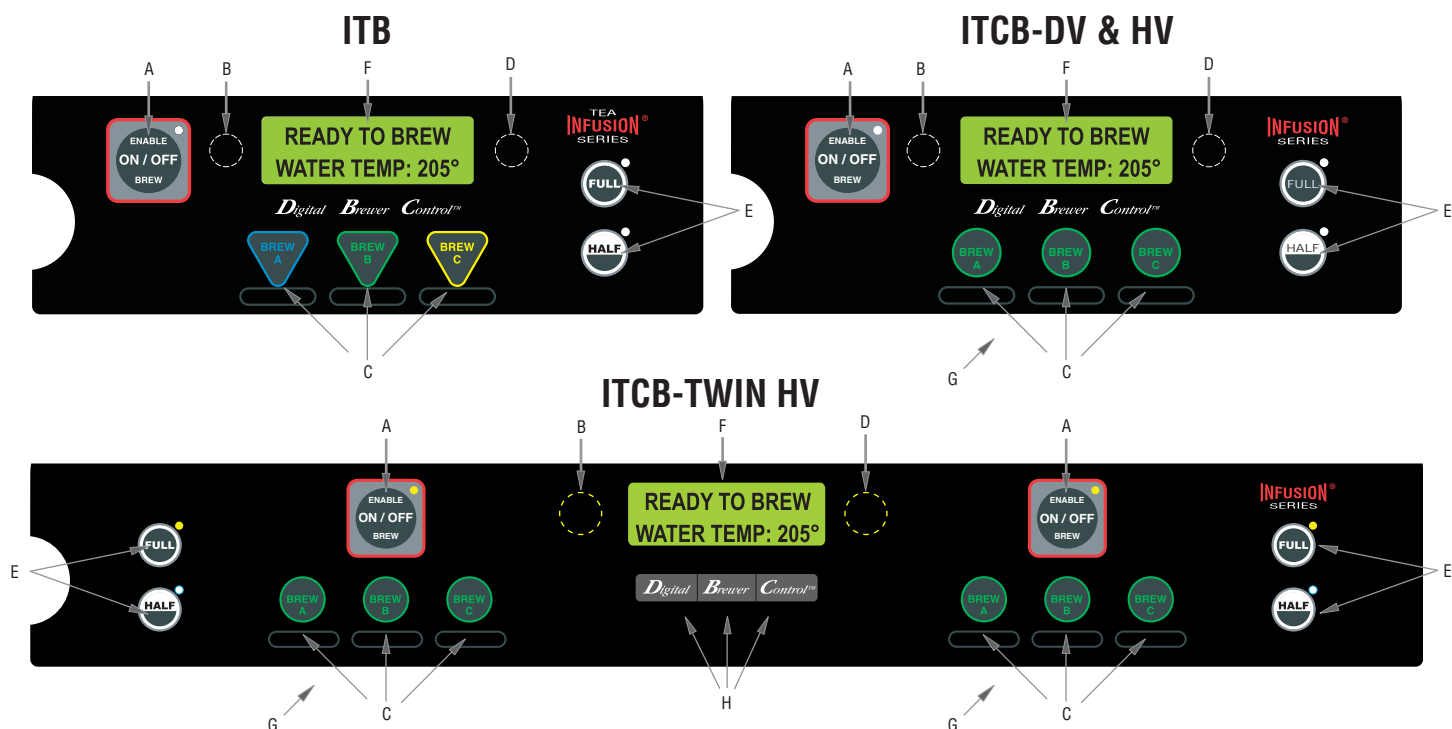 ITB
A
B
F
D
ENABLE
ON / OFF
BREW
READY TO BREW
WATER TEMP: 205°
TEA
INFUSION®
SERIES
FULL
HALF
E
Digital Brewer Control™
BREW
A
BREW
B
BREW
C
C
ITCB-DV & HV
A
B
F
D
ENABLE
ON / OFF
BREW
READY TO BREW
WATER TEMP: 205°
INFUSION®
SERIES
FULL
HALF
E
Digital Brewer Control™
BREW
A
BREW
B
BREW
C
G
C
ITCB-TWIN HV
A
B
F
D
A
E
FULL
HALF
ENABLE
ON / OFF
BREW
BREW
A
BREW
B
BREW
C
G
C
READY TO BREW
WATER TEMP: 205°
Digital Brewer Control™
H
ENABLE
ON / OFF
BREW
BREW
A
BREW
B
BREW
C
G
C
INFUSION®
SERIES
FULL
HALF
E